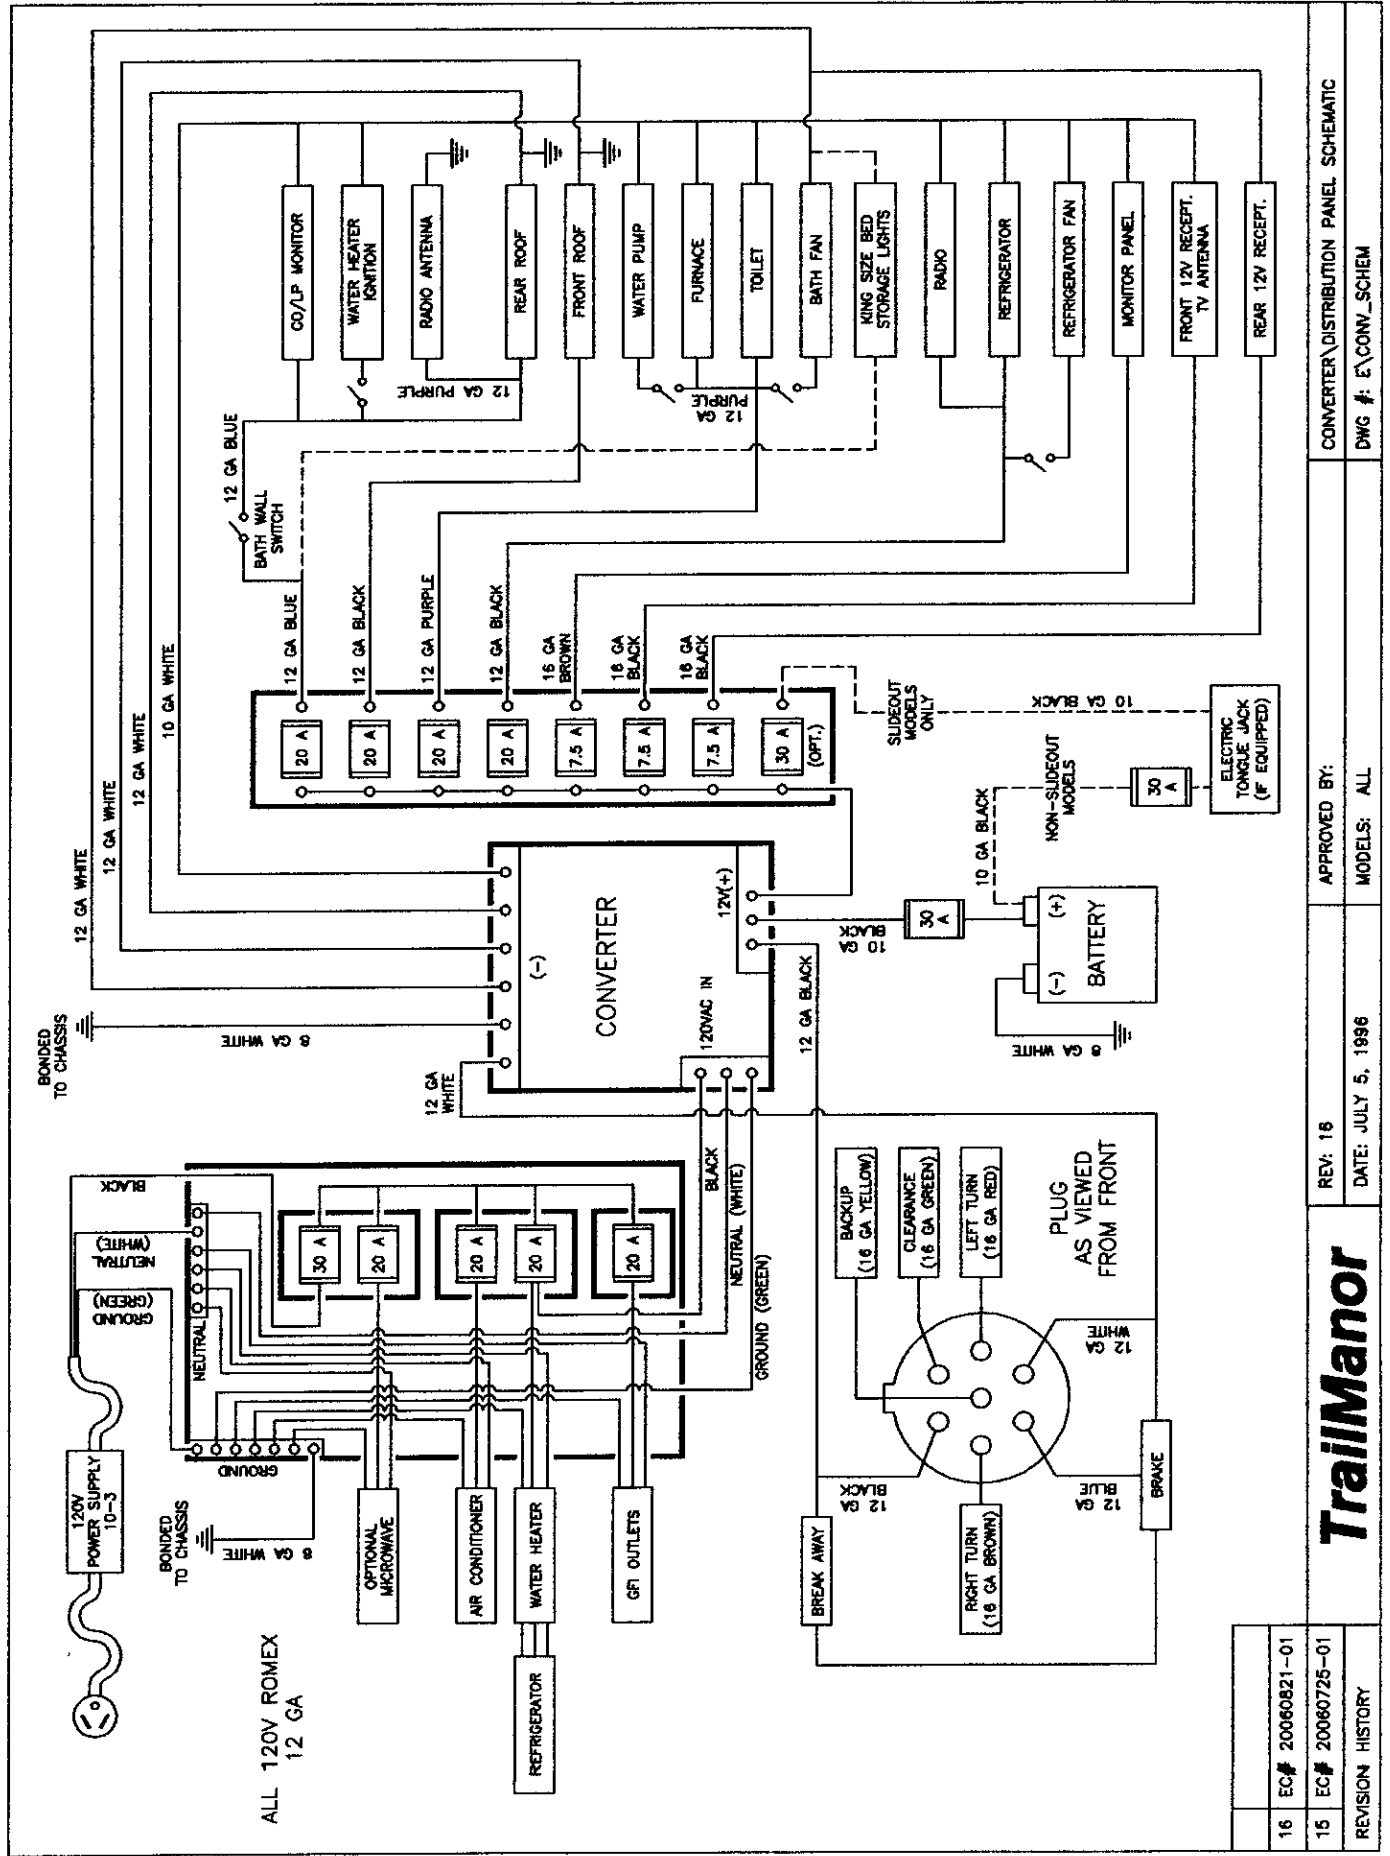 BONDED
TO CHASSIS
12 GA WHITE
12 GA WHITE
12 GA WHITE
10 GA WHITE
8 GA WHITE
12 GA
WHITE
12 GA BLUE
BATH WALL
SWITCH
12 GA BLUE
12 GA BLACK
12 GA PURPLE
12 GA BLACK
16 GA
BROWN
16 GA
BLACK
16 GA
BLACK
20 A
20 A
20 A
20 A
7.5 A
7.5 A
7.5 A
30 A
(OPT.)
CO/LP MONITOR
WATER HEATER
IGNITION
RADIO ANTENNA
REAR ROOF
FRONT ROOF
WATER PUMP
FURNACE
TOILET
BATH FAN
KING SIZE BED
STORAGE LIGHTS
RADIO
REFRIGERATOR
REFRIGERATOR FAN
MONITOR PANEL
FRONT 12V RECEPT.
TV ANTENNA
REAR 12V RECEPT.
12 GA PURPLE
12 GA
PURPLE
SLIDEOUT
MODELS
ONLY
10 GA BLACK
NON-SLIDEOUT
MODELS
10 GA BLACK
30
A
ELECTRIC
TONGUE JACK
(IF EQUIPPED)
(-)
CONVERTER
12V(+)
120VAC IN
10 GA
BLACK
30
A
12 GA BLACK
(-)
(+)
BATTERY
8 GA WHITE
120V
POWER SUPPLY
10-3
GROUND
(GREEN)
NEUTRAL
(WHITE)
BLACK
NEUTRAL
GROUND
30 A
20 A
20 A
20 A
20 A
BLACK
NEUTRAL (WHITE)
GROUND (GREEN)
BONDED
TO CHASSIS
8 GA WHITE
ALL 120V ROMEX
12 GA
OPTIONAL
MICROWAVE
AIR CONDITIONER
WATER HEATER
REFRIGERATOR
GFI OUTLETS
BACKUP
(16 GA YELLOW)
CLEARANCE
(16 GA GREEN)
LEFT TURN
(16 GA RED)
PLUG
AS VIEWED
FROM FRONT
12 GA
WHITE
12 GA
BLACK
12 GA
BLUE
BREAK AWAY
RIGHT TURN
(16 GA BROWN)
BRAKE
16 EC# 20060821-01
15 EC# 20060725-01
REVISION HISTORY
TrailManor
REV: 16
DATE: JULY 5, 1996
APPROVED BY:
MODELS: ALL
CONVERTER\DISTRIBUTION PANEL SCHEMATIC
DWG #: E\CONV_SCHEM